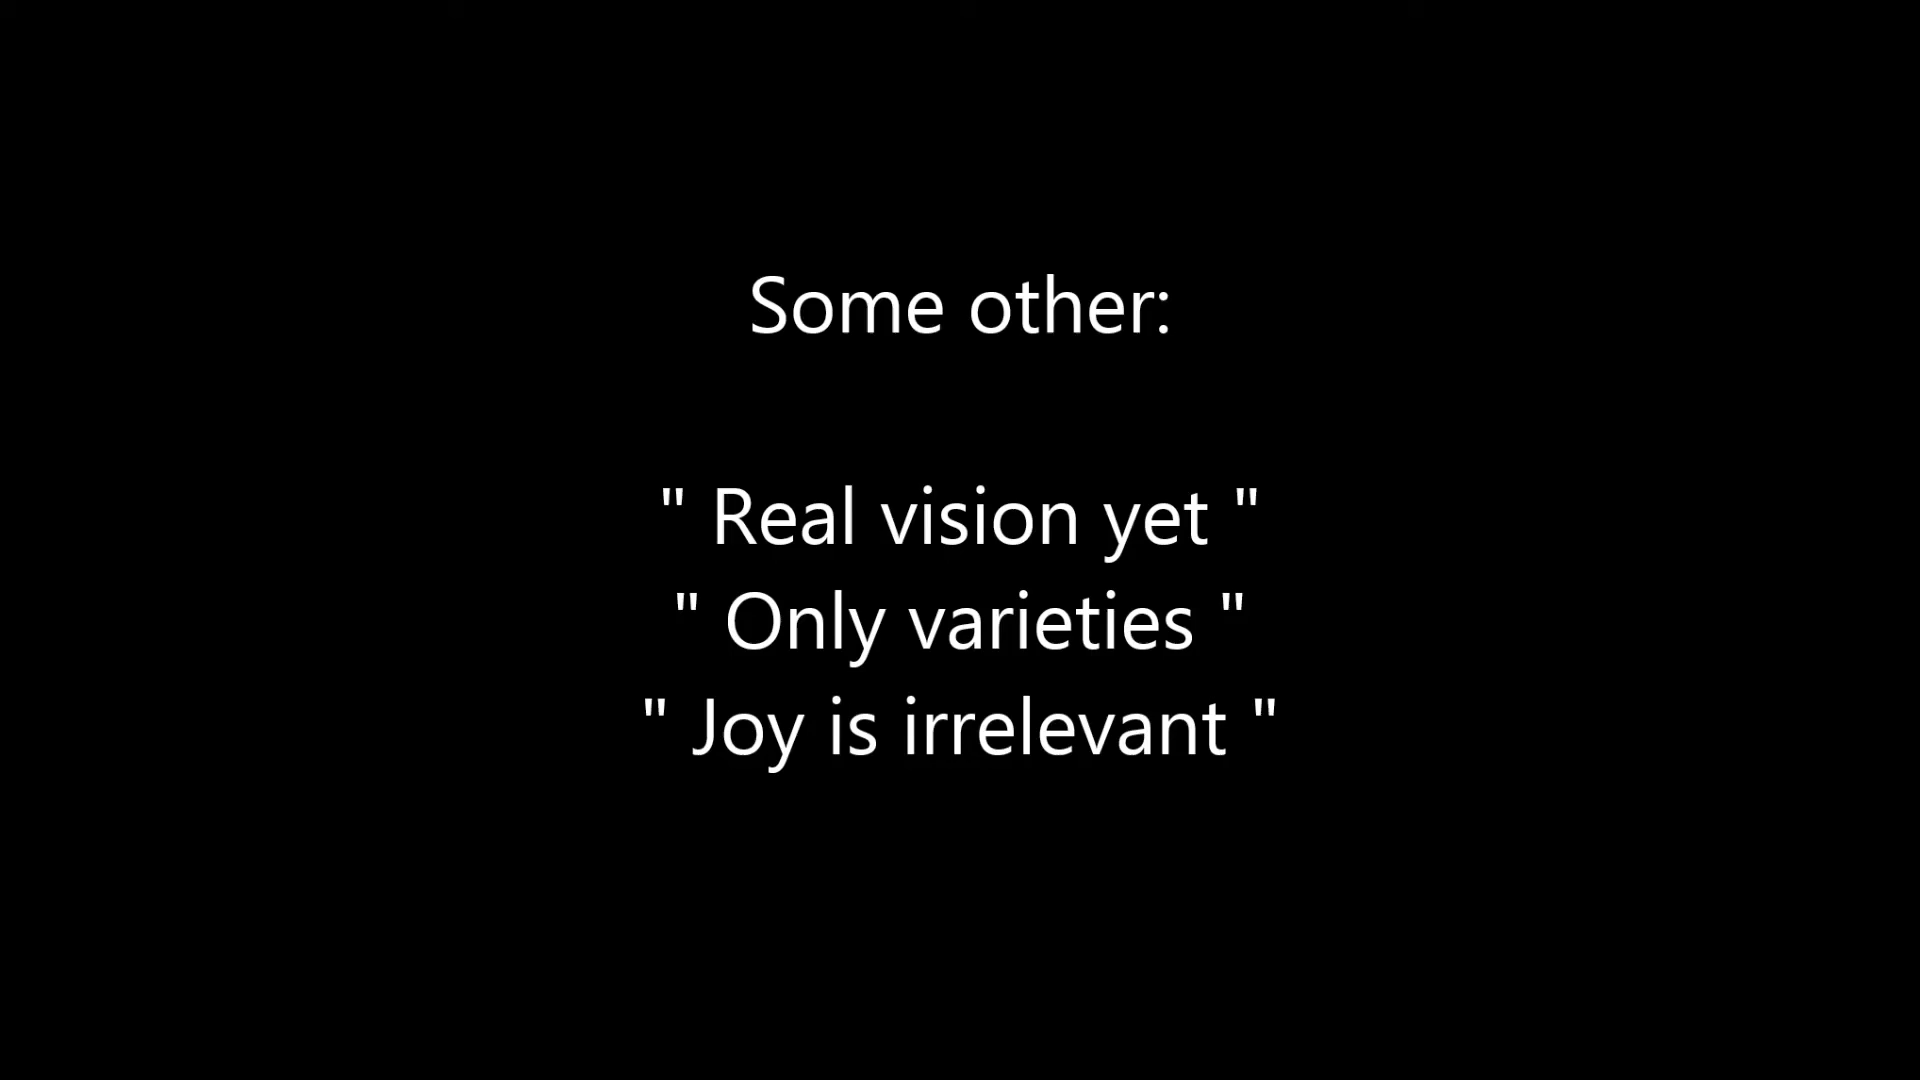 Some other:
" Real vision yet "
" Only varieties "
" Joy is irrelevant "